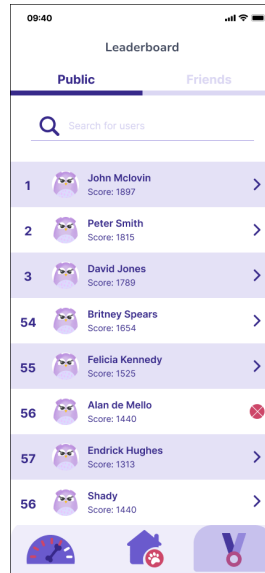 09:40
Leaderboard
Public Friends
Search for users
1 John Mclovin
Score: 1897
2 Peter Smith
Score: 1815
3 David Jones
Score: 1789
54 Britney Spears
Score: 1654
55 Felicia Kennedy
Score: 1525
56 Alan de Mello
Score: 1440
57 Endrick Hughes
Score: 1313
56 Shady
Score: 1440